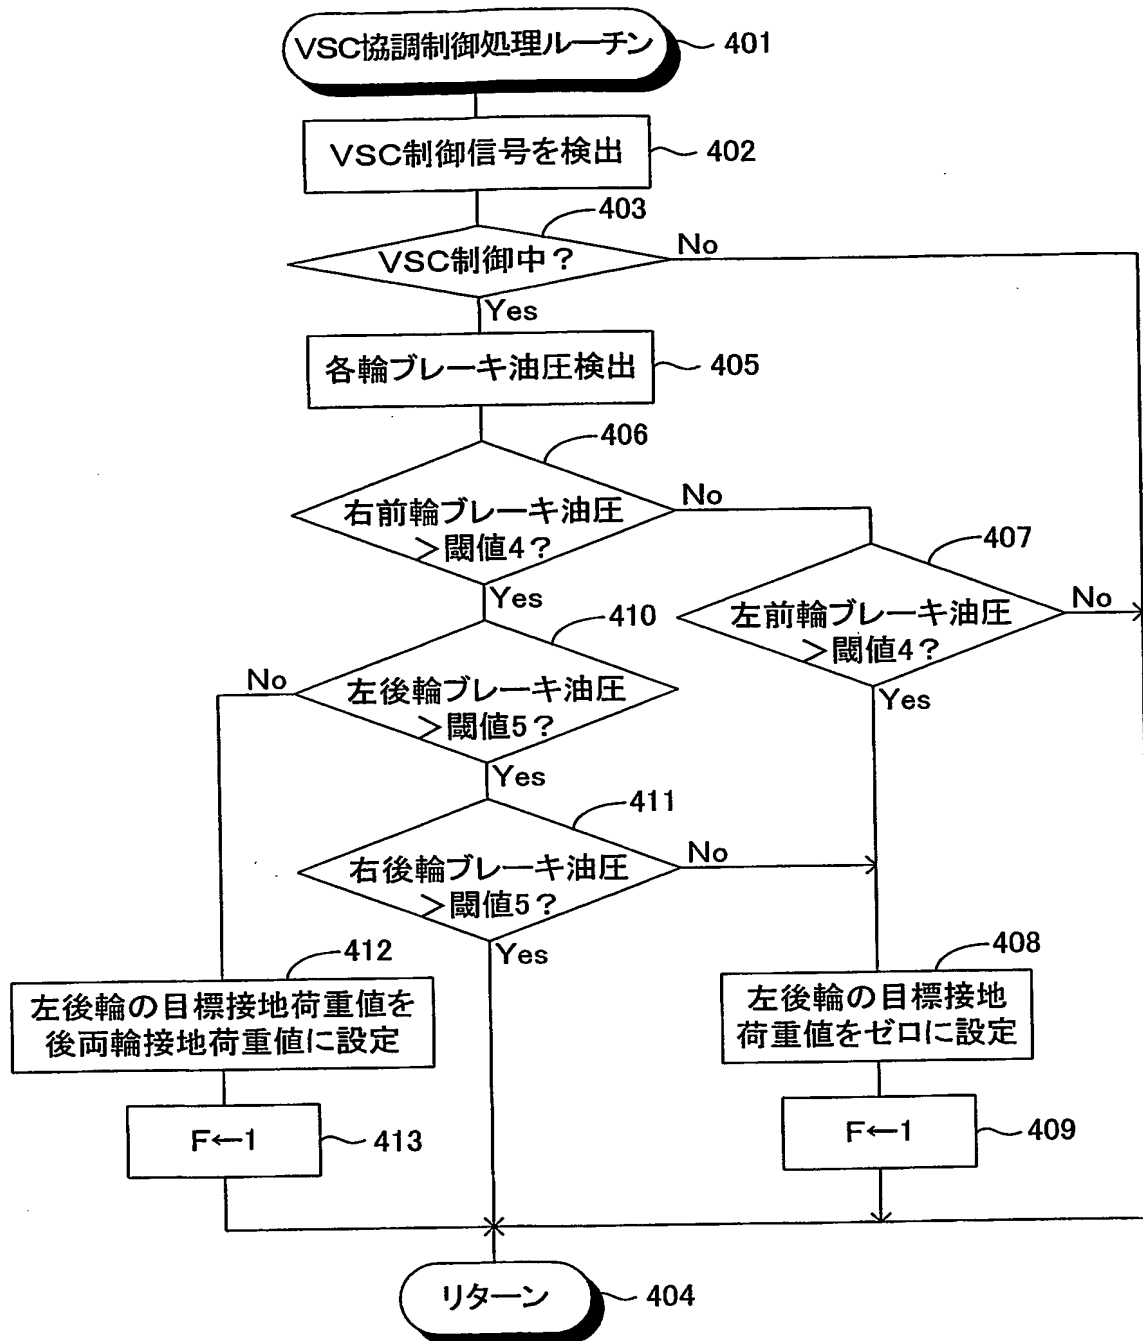 VSC協調制御処理ルーチン
401
VSC制御信号を検出
402
403
VSC制御中?
No
Yes
各輪ブレーキ油圧検出
405
406
右前輪ブレーキ油圧
>閾値4?
No
Yes
407
左前輪ブレーキ油圧
>閾値4?
No
Yes
410
No
左後輪ブレーキ油圧
>閾値5?
Yes
411
右後輪ブレーキ油圧
>閾値5?
No
Yes
412
左後輪の目標接地荷重値を
後両輪接地荷重値に設定
408
左後輪の目標接地
荷重値をゼロに設定
F←1
413
F←1
409
リターン
404